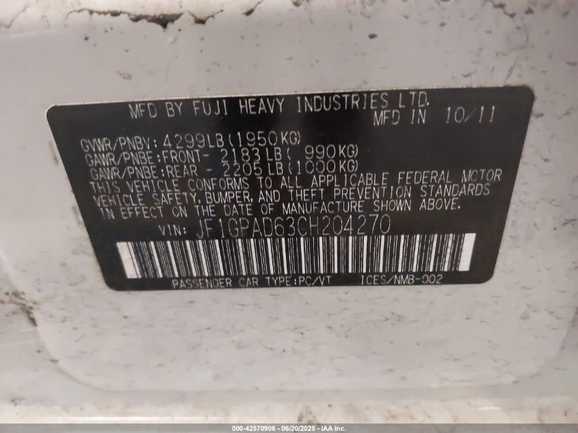 MFD BY FUJI HEAVY INDUSTRIES LTD.
MFD IN 10/11
GVWR/PNBV: 4299LB(1950KG)
GAWR/PNBE:FRONT- 2183LB( 990KG)
GAWR/PNBE:REAR - 2205LB(1000KG)
THIS VEHICLE CONFORMS TO ALL APPLICABLE FEDERAL MOTOR
VEHICLE SAFETY, BUMPER, AND THEFT PREVENTION STANDARDS
IN EFFECT ON THE DATE OF MANUFACTURE SHOWN ABOVE.
VIN: JF1GPAD63CH204270
PASSENGER CAR TYPE:PC/VT ICES/NMB-002
000-42570908 - 06/20/2025 - IAA Inc.